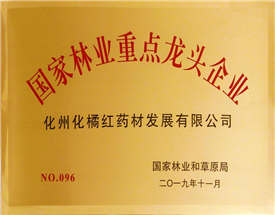 国家林业重点龙头企业
化州化橘红药材发展有限公司
国家林业和草原局
NO.096
二〇一九年十一月